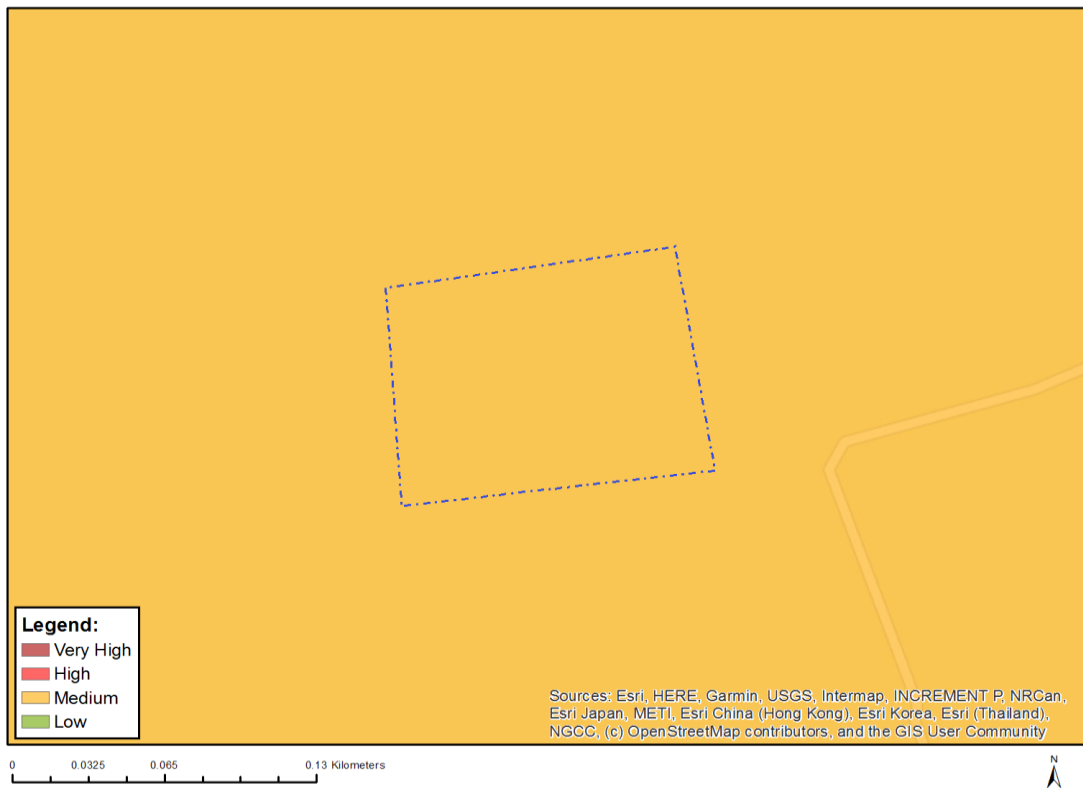 Legend:
Very High
High
Medium
Low
Sources: Esri, HERE, Garmin, USGS, Intermap, INCREMENT P, NRCan,
Esri Japan, METI, Esri China (Hong Kong), Esri Korea, Esri (Thailand),
NGCC, (c) OpenStreetMap contributors, and the GIS User Community
0 0.0325 0.065 0.13 Kilometers
N